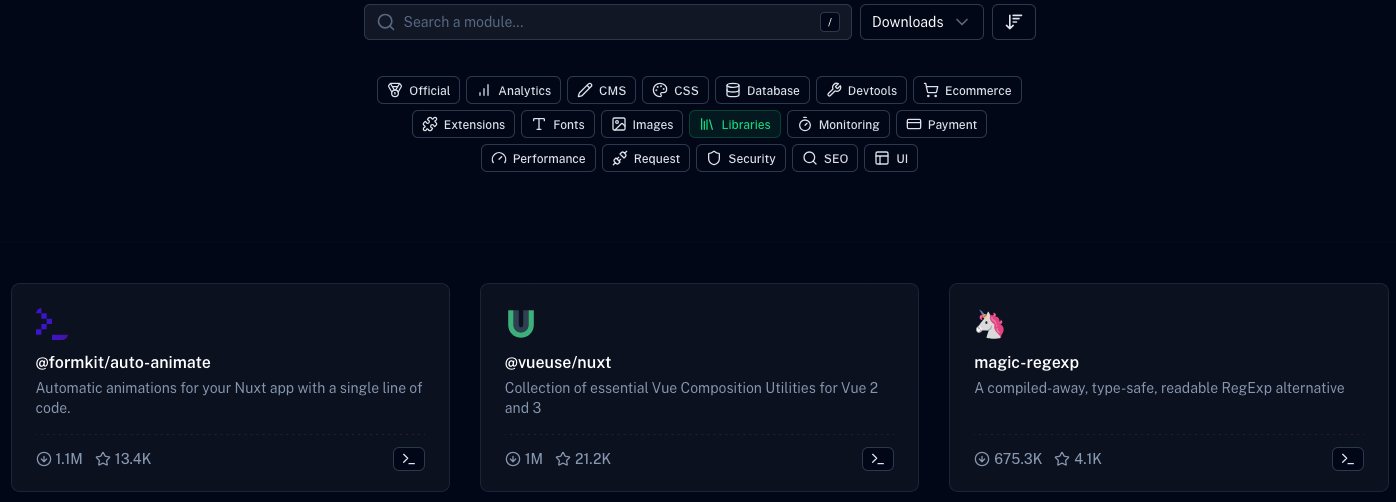 Search a module... / Downloads
Official Analytics CMS CSS Database Devtools Ecommerce
Extensions Fonts Images Libraries Monitoring Payment
Performance Request Security SEO UI
@formkit/auto-animate
Automatic animations for your Nuxt app with a single line of
code.
1.1M 13.4K
@vueuse/nuxt
Collection of essential Vue Composition Utilities for Vue 2
and 3
1M 21.2K
magic-regexp
A compiled-away, type-safe, readable RegExp alternative
675.3K 4.1K